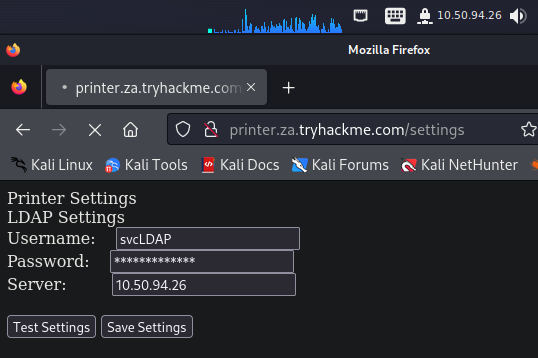 10.50.94.26
Mozilla Firefox
printer.za.tryhackme.com
printer.za.tryhackme.com/settings
Kali Linux Kali Tools Kali Docs Kali Forums Kali NetHunter
Printer Settings
LDAP Settings
Username: svcLDAP
Password: *************
Server: 10.50.94.26
Test Settings Save Settings